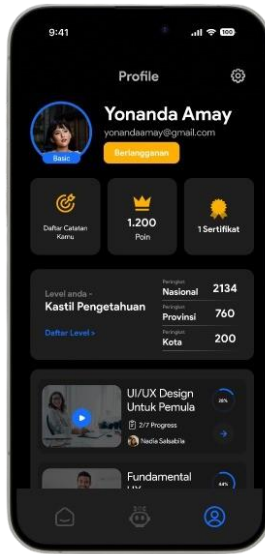 9:41
100
Profile
Yonanda Amay
yonandaamay@gmail.com
Basic
Berlangganan
Daftar Catatan
Kamu
1.200
Poin
1 Sertifikat
Level anda -
Kastil Pengetahuan
Daftar Level >
Peringkat
Nasional 2134
Peringkat
Provinsi 760
Peringkat
Kota 200
UI/UX Design
Untuk Pemula
2/7 Progress
Nadia Salsabila
Fundamental
UX